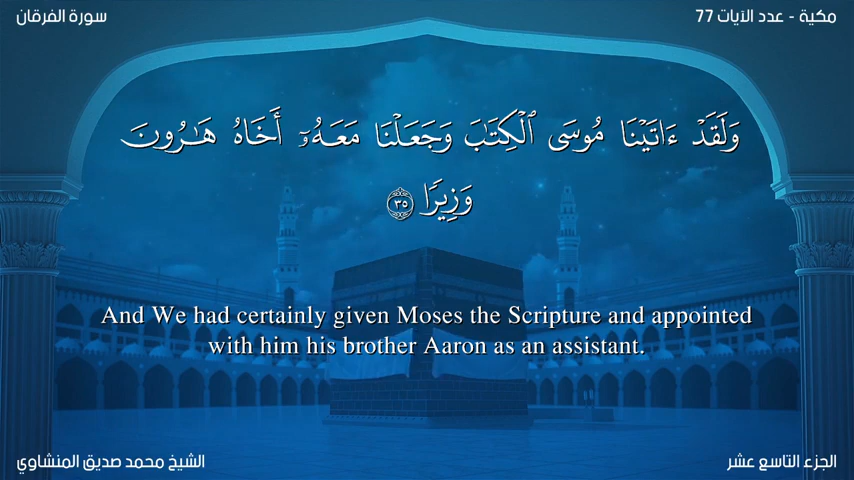 سورة الفرقان
مكية - عدد الآيات 77
وَلَقَدْ ءَاتَيْنَا مُوسَى ٱلْكِتَٰبَ وَجَعَلْنَا مَعَهُۥٓ أَخَاهُ هَٰرُونَ
وَزِيرًا ٣٥
And We had certainly given Moses the Scripture and appointed
with him his brother Aaron as an assistant.
الشيخ محمد صديق المنشاوي
الجزء التاسع عشر